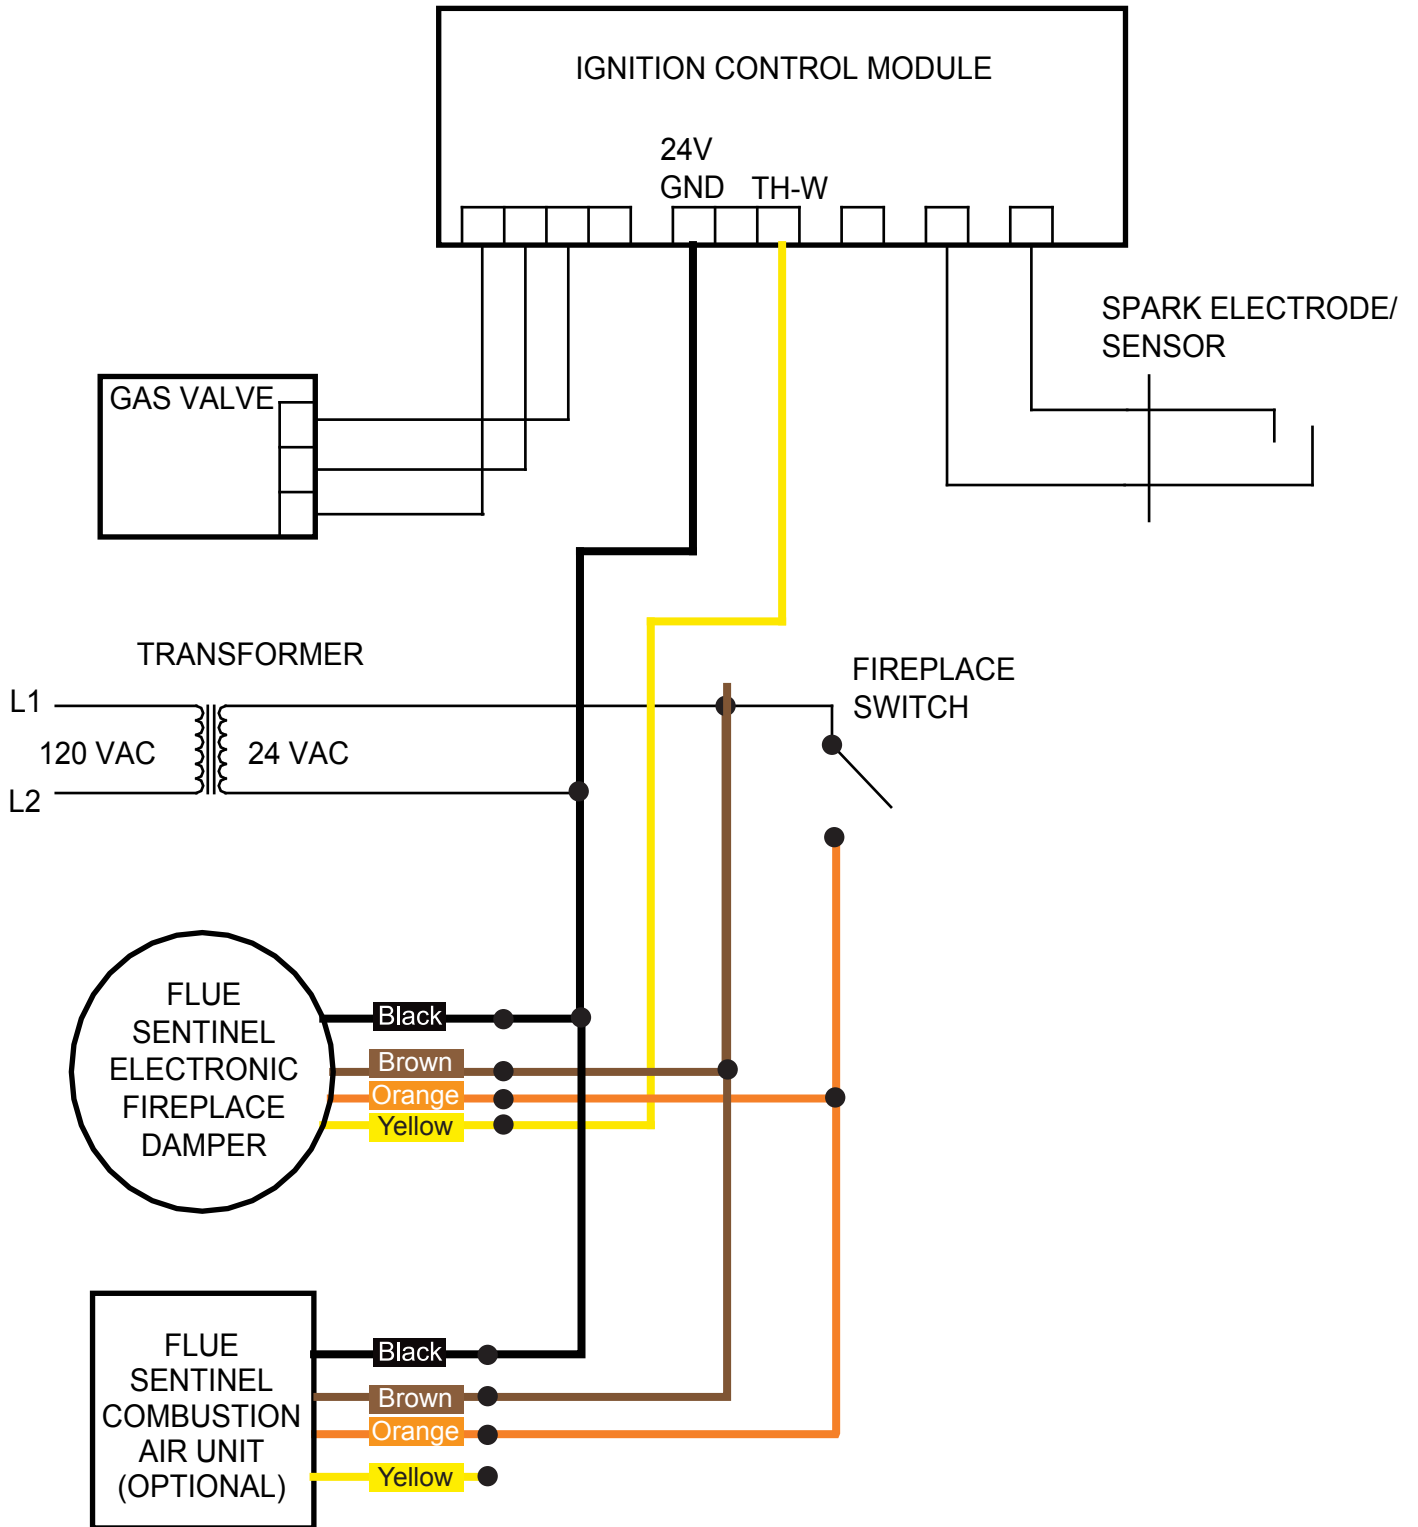 IGNITION CONTROL MODULE
24V
GND TH-W
SPARK ELECTRODE/
SENSOR
GAS VALVE
TRANSFORMER
FIREPLACE
SWITCH
L1
120 VAC
24 VAC
L2
FLUE
SENTINEL
ELECTRONIC
FIREPLACE
DAMPER
Black
Brown
Orange
Yellow
FLUE
SENTINEL
COMBUSTION
AIR UNIT
(OPTIONAL)
Black
Brown
Orange
Yellow